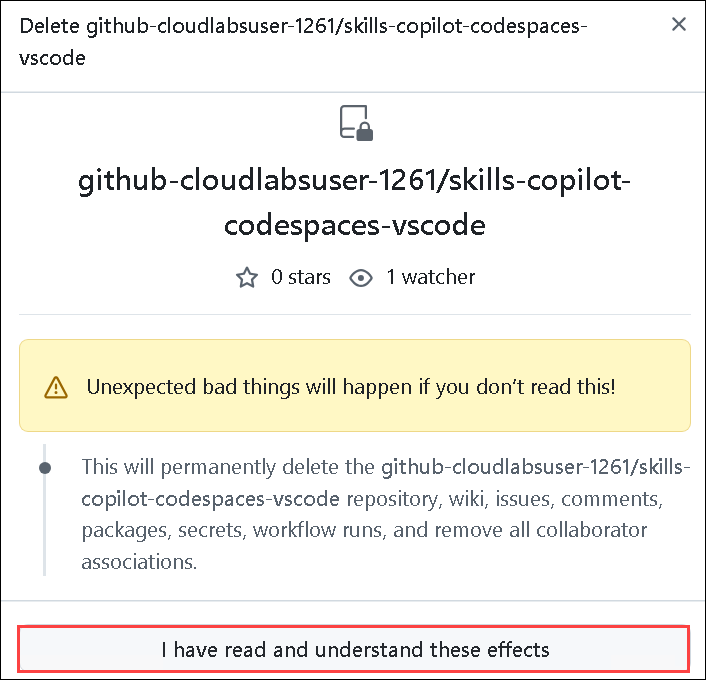 Delete github-cloudlabsuser-1261/skills-copilot-codespaces-
vscode
github-cloudlabsuser-1261/skills-copilot-
codespaces-vscode
0 stars 1 watcher
Unexpected bad things will happen if you don’t read this!
This will permanently delete the github-cloudlabsuser-1261/skills-
copilot-codespaces-vscode repository, wiki, issues, comments,
packages, secrets, workflow runs, and remove all collaborator
associations.
I have read and understand these effects